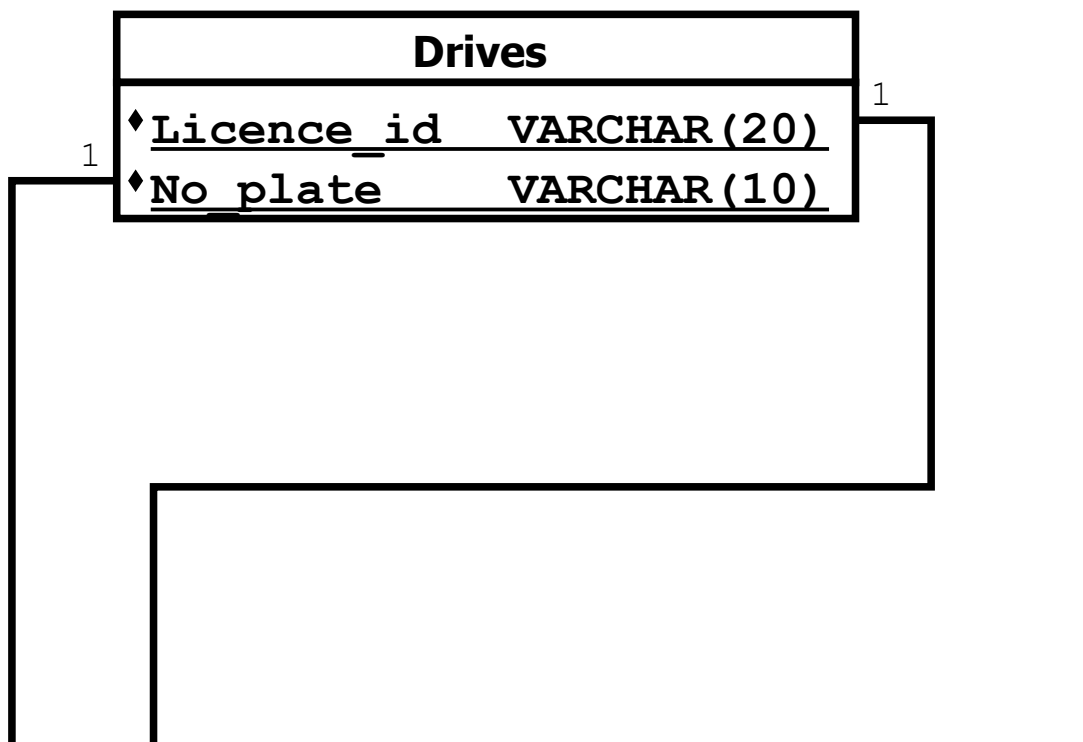 Drives
1
Licence_id VARCHAR(20)
1
No_plate VARCHAR(10)